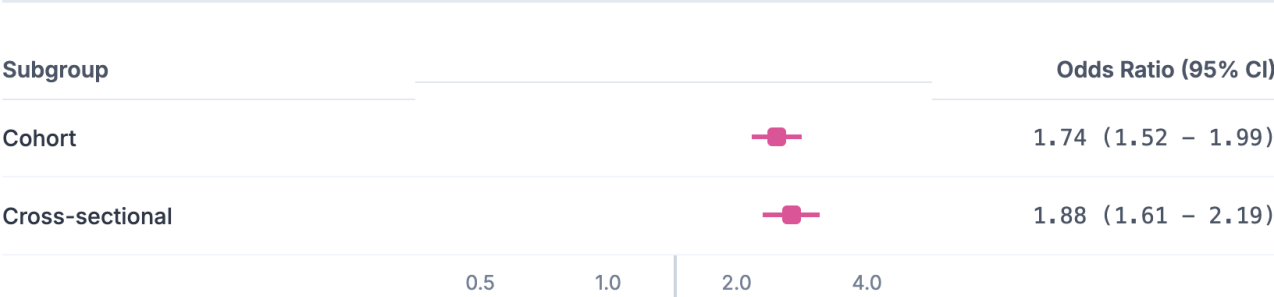 Subgroup Odds Ratio (95% CI)
Cohort 1.74 (1.52 – 1.99)
Cross-sectional 1.88 (1.61 – 2.19)
0.5 1.0 2.0 4.0